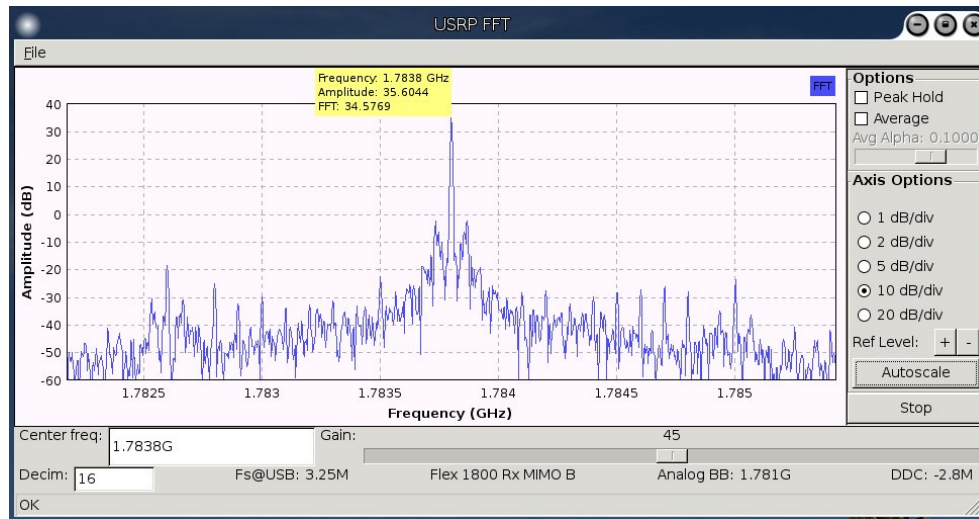 USRP FFT
File
Frequency: 1.7838 GHz
Amplitude: 35.6044
FFT: 34.5769
FFT
40
30
20
10
0
-10
-20
-30
-40
-50
-60
Amplitude (dB)
1.7825
1.783
1.7835
1.784
1.7845
1.785
Frequency (GHz)
Options
Peak Hold
Average
Avg Alpha: 0.1000
Axis Options
1 dB/div
2 dB/div
5 dB/div
10 dB/div
20 dB/div
Ref Level: + -
Autoscale
Stop
Center freq: 1.7838G
Gain: 45
Decim: 16
Fs@USB: 3.25M
Flex 1800 Rx MIMO B
Analog BB: 1.781G
DDC: -2.8M
OK